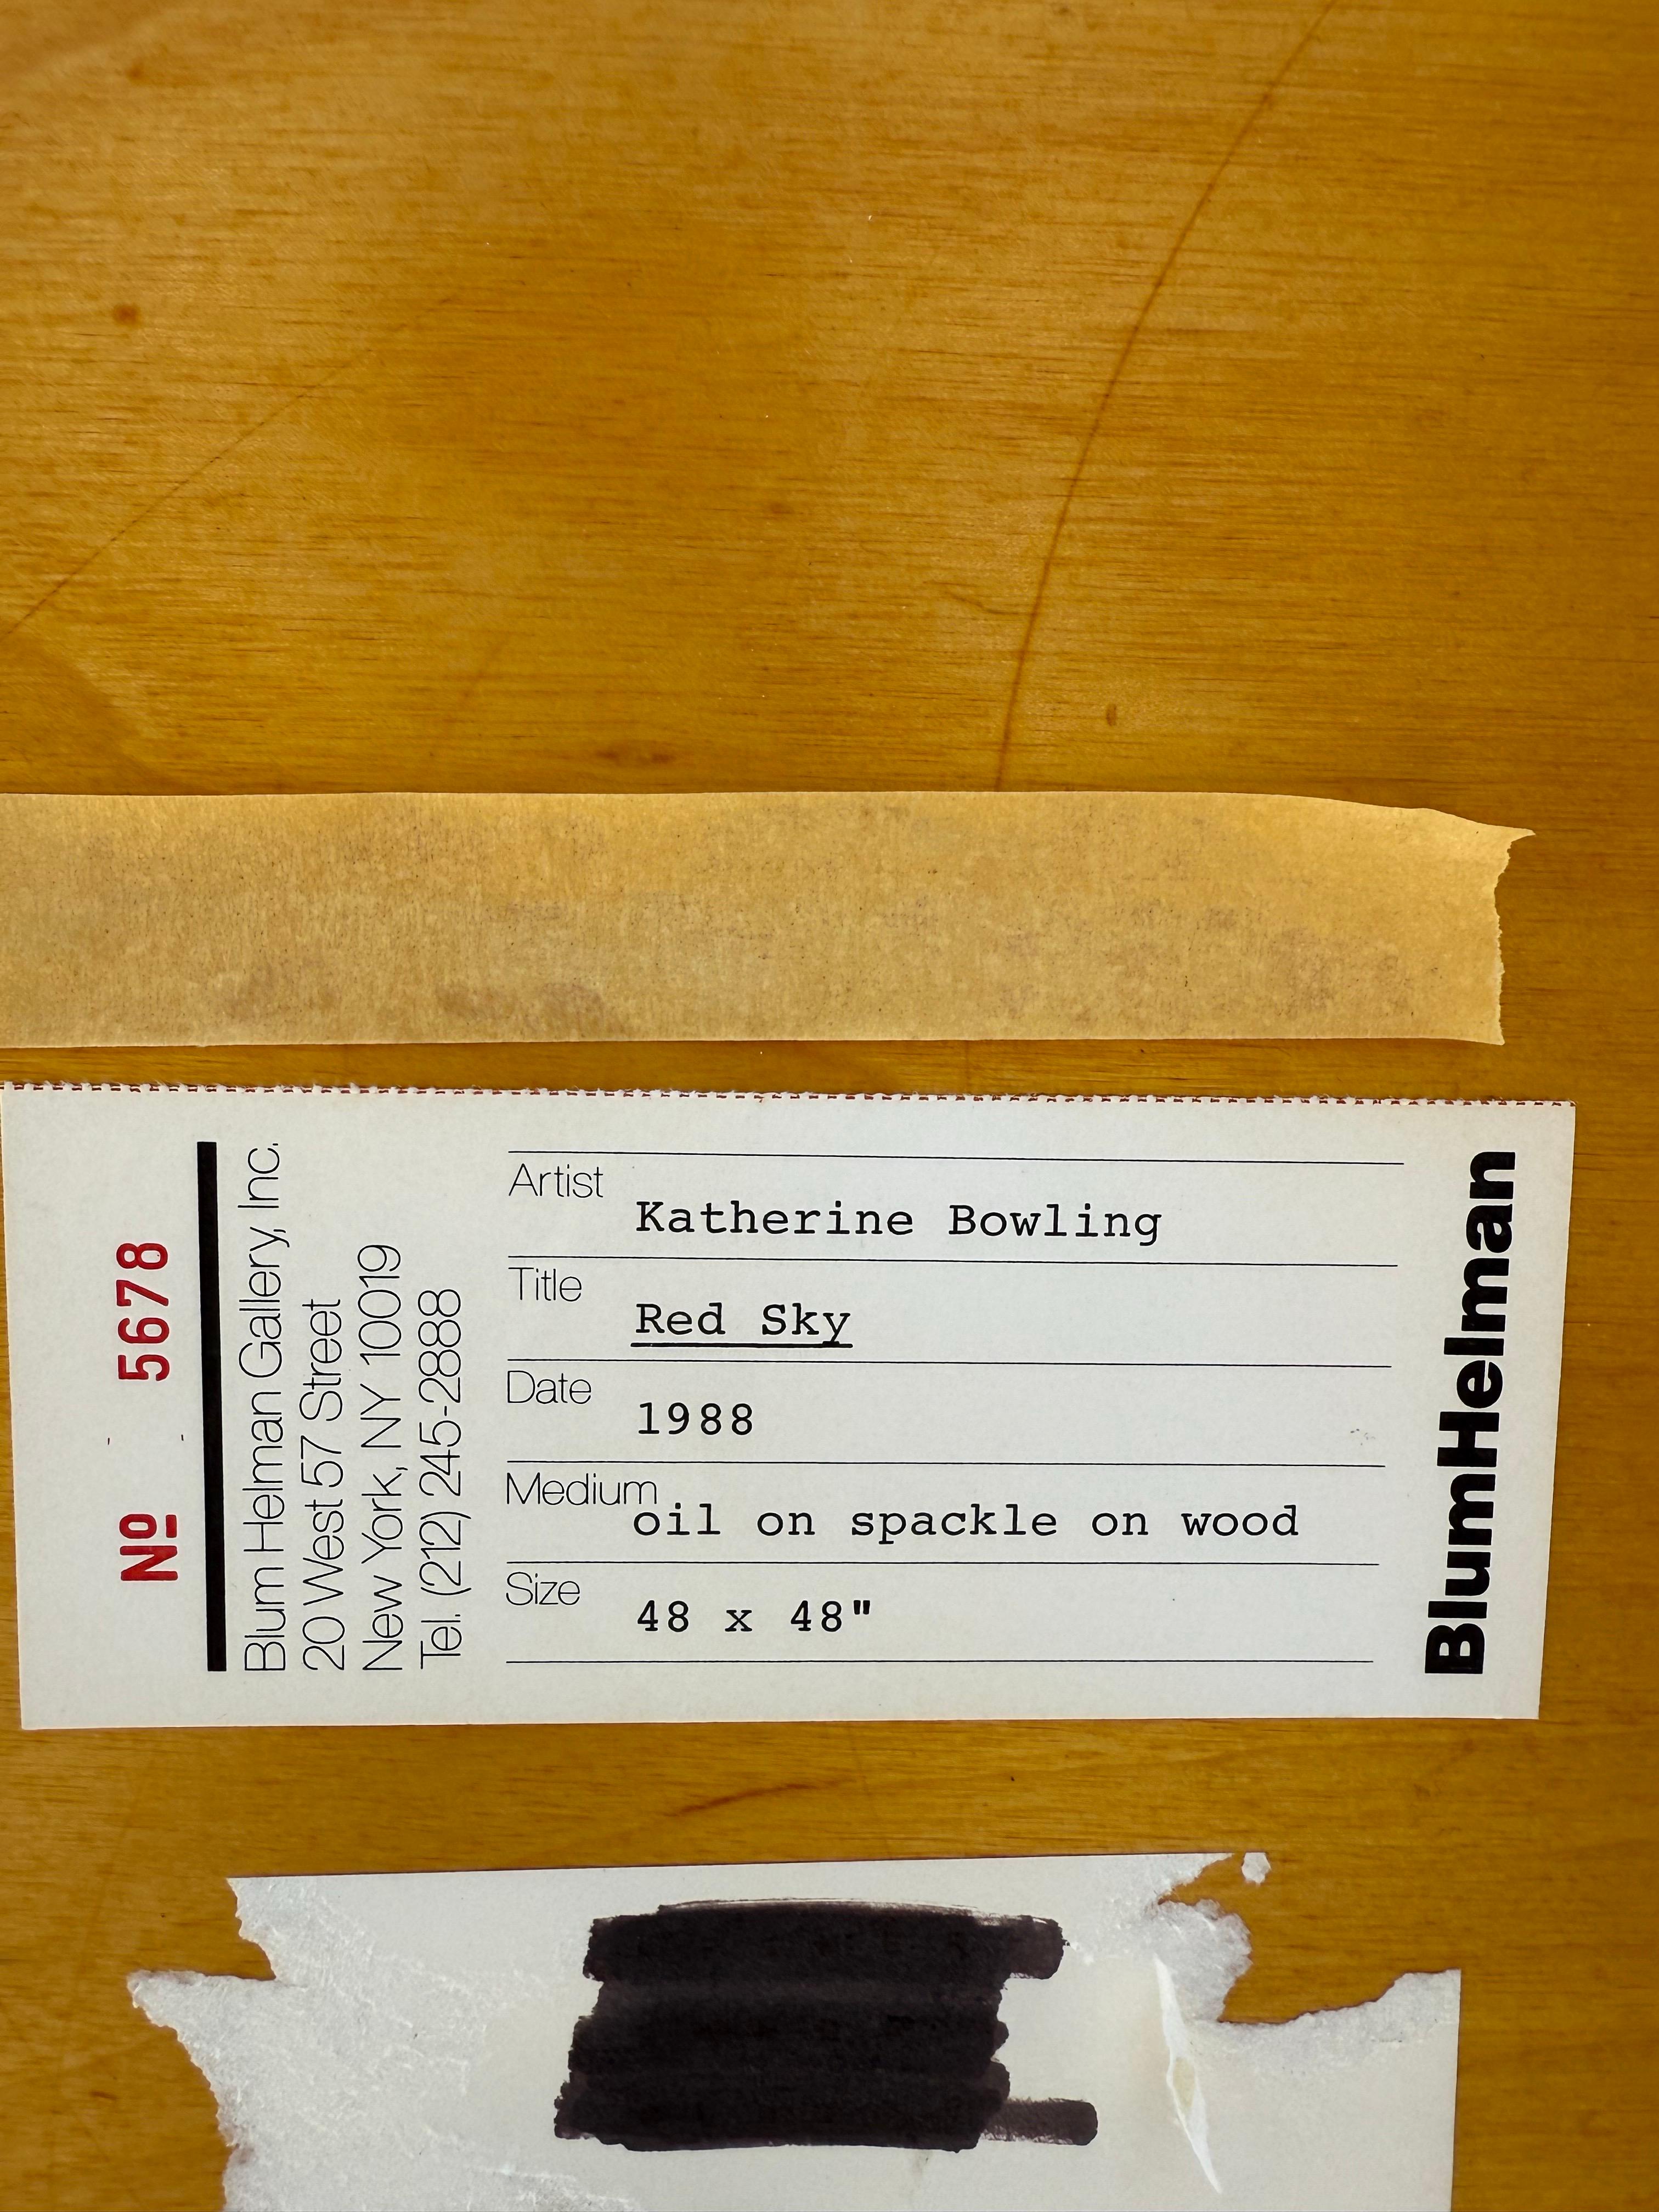 Nº 5678
Blum Helman Gallery, Inc.
20 West 57 Street
New York, NY 10019
Tel. (212) 245-2888
Artist
Katherine Bowling
Title
Red Sky
Date
1988
Medium
oil on spackle on wood
Size
48 x 48"
BlumHelman